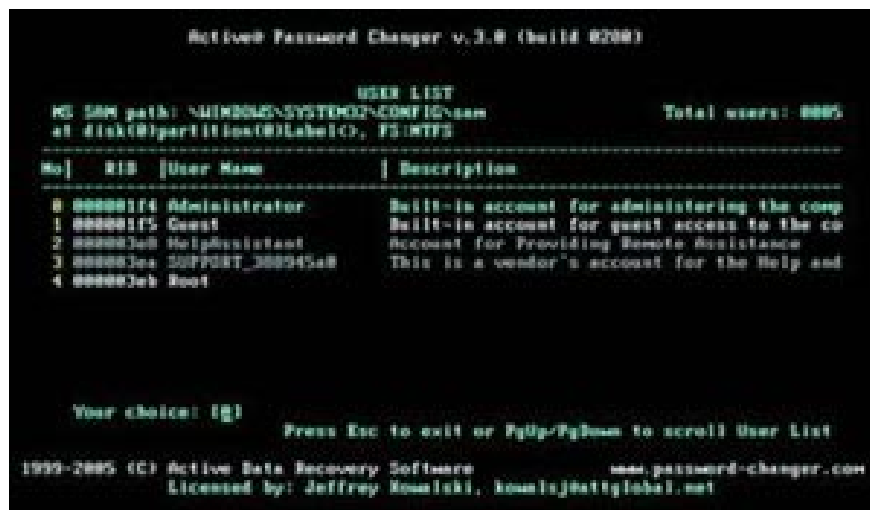 Active@ Password Changer v.3.0 (build 0280)
USER LIST
MS SAM path: \WINDOWS\SYSTEM32\CONFIG\sam Total users: 0005
at disk(0)partition(0)Label(), FS:NTFS
No| RID |User Name | Description
0 000001f4 Administrator Built-in account for administering the comp
1 000001f5 Guest Built-in account for guest access to the co
2 000003e8 HelpAssistant Account for Providing Remote Assistance
3 000003ea SUPPORT_388945a0 This is a vendor's account for the Help and
4 000003eb Root
Your choice: [0]
Press Esc to exit or PgUp/PgDown to scroll User List
1999-2005 (C) Active Data Recovery Software www.password-changer.com
Licensed by: Jeffrey Kowalski, kowalsj@attglobal.net